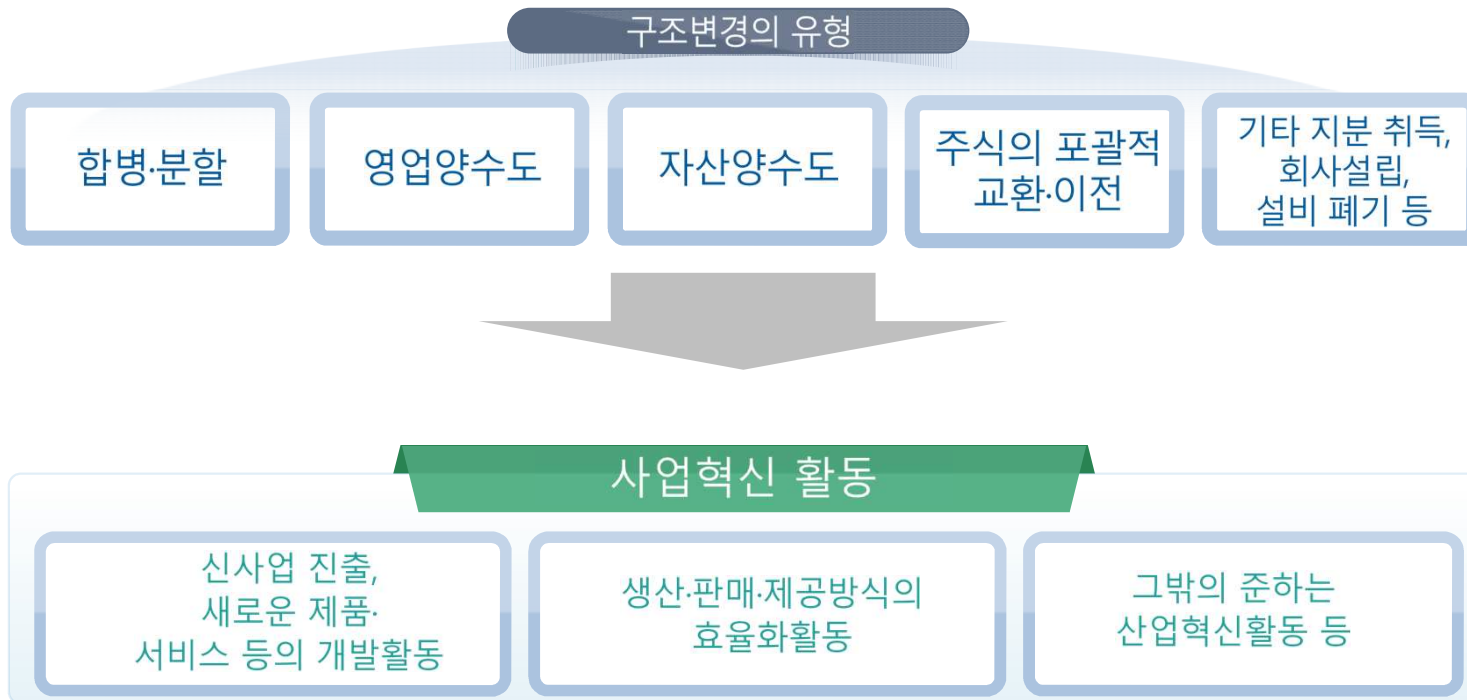 구조변경의 유형
합병·분할
영업양수도
자산양수도
주식의 포괄적
교환·이전
기타 지분 취득,
회사설립,
설비 폐기 등
사업혁신 활동
신사업 진출,
새로운 제품·
서비스 등의 개발활동
생산·판매·제공방식의
효율화활동
그밖의 준하는
산업혁신활동 등